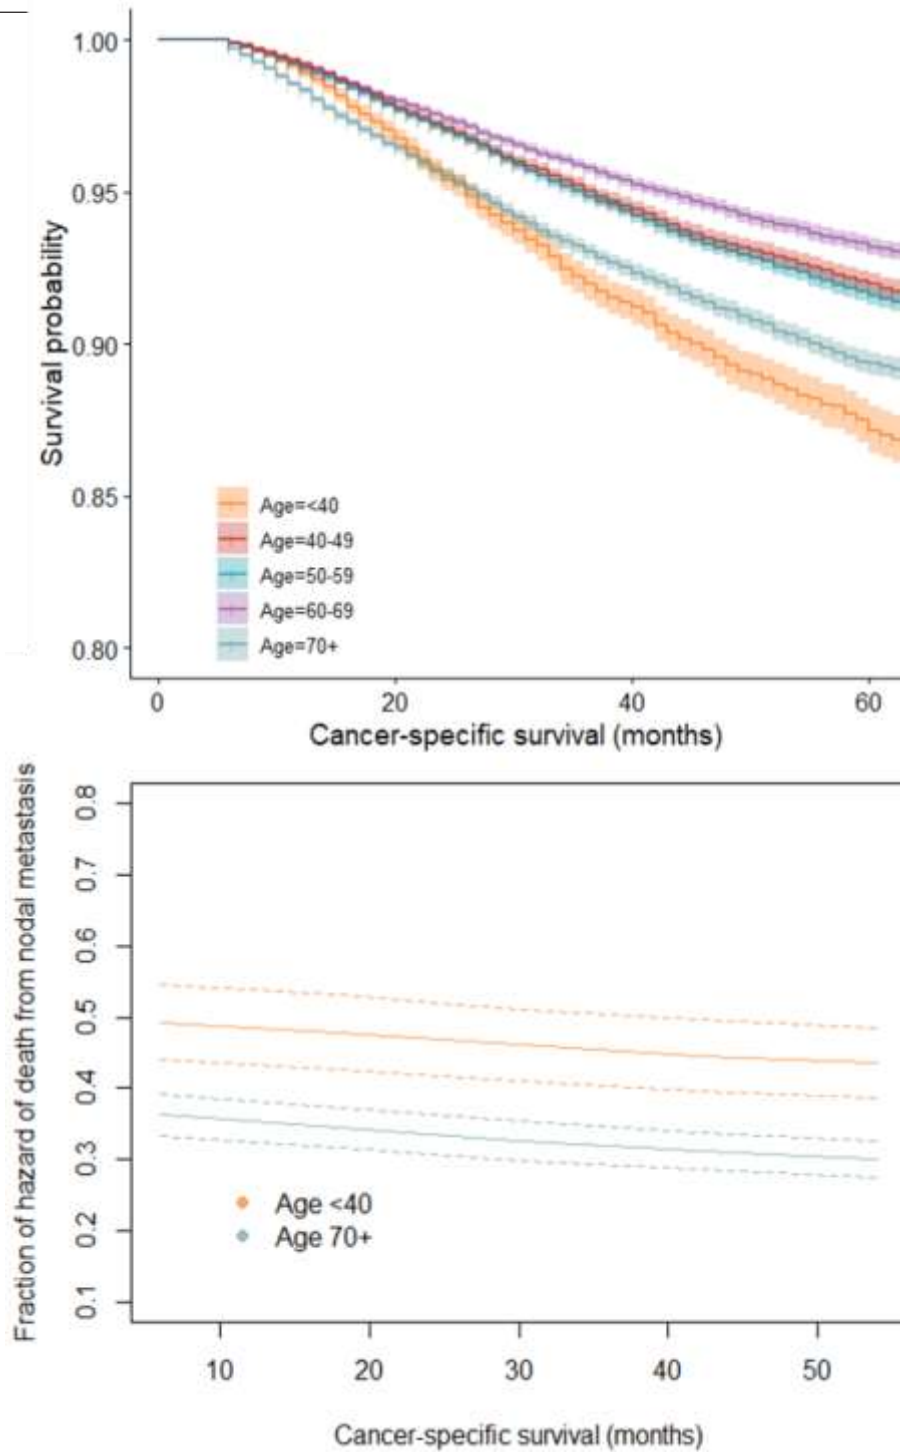 1.00
0.95
0.90
0.85
0.80
Survival probability
Age=<40
Age=40-49
Age=50-59
Age=60-69
Age=70+
0
20
40
60
Cancer-specific survival (months)
Fraction of hazard of death from nodal metastasis
0.8
0.7
0.6
0.5
0.4
0.3
0.2
0.1
Age <40
Age 70+
10
20
30
40
50
Cancer-specific survival (months)